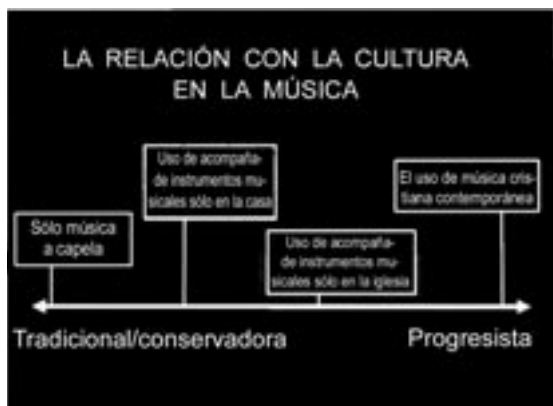 LA RELACIÓN CON LA CULTURA
EN LA MÚSICA
Uso de acompaña-
de instrumentos mu-
sicales sólo en la casa
El uso de música cris-
tiana contemporánea
Sólo música
a capela
Uso de acompaña-
de instrumentos mu-
sicales sólo en la iglesia
Tradicional/conservadora
Progresista